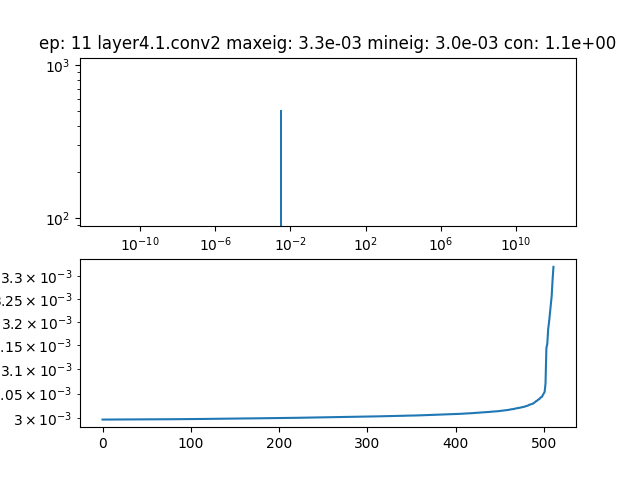 ep: 11 layer4.1.conv2 maxeig: 3.3e-03 mineig: 3.0e-03 con: 1.1e+00
10³
10²
10⁻¹⁰ 10⁻⁶ 10⁻² 10² 10⁶ 10¹⁰
3.3 × 10⁻³
.25 × 10⁻³
3.2 × 10⁻³
.15 × 10⁻³
3.1 × 10⁻³
.05 × 10⁻³
3 × 10⁻³
0 100 200 300 400 500